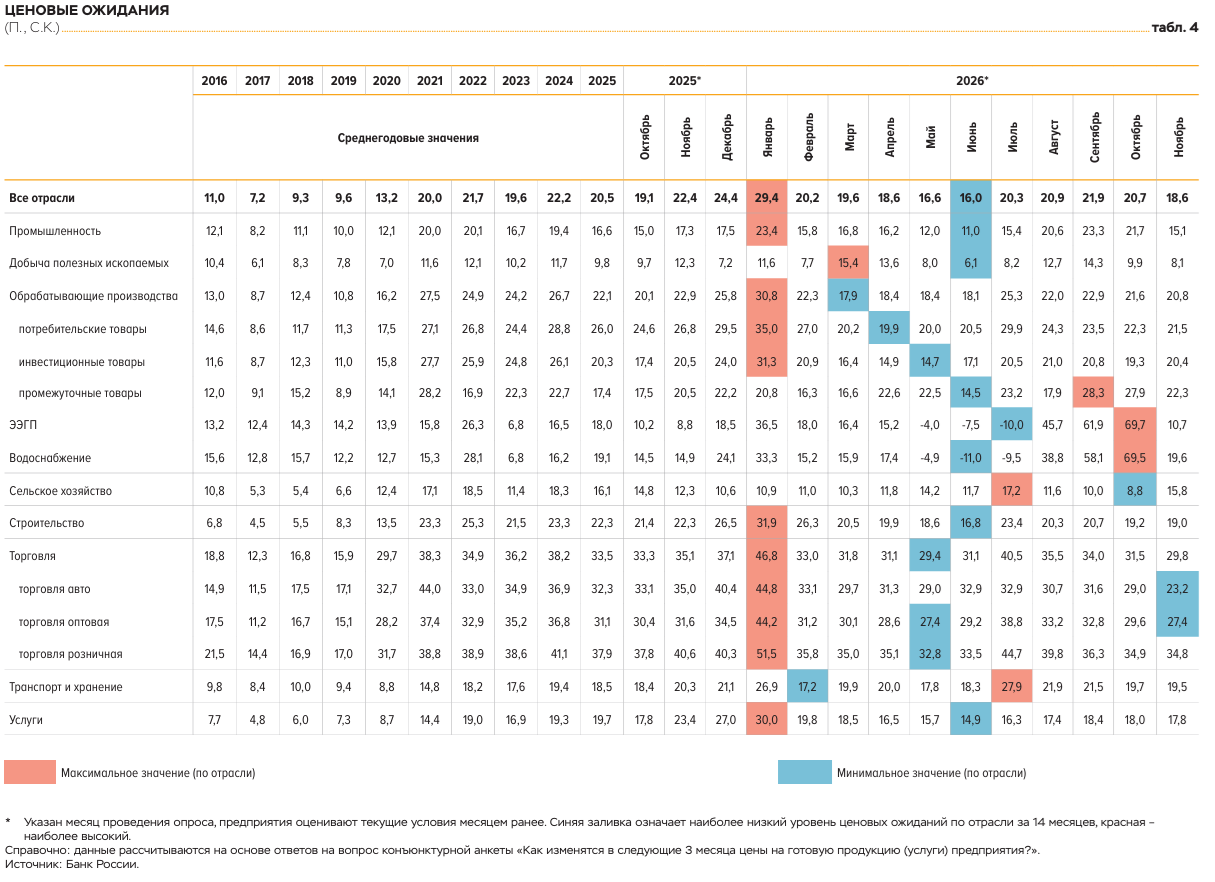 ЦЕНОВЫЕ ОЖИДАНИЯ
(П., С.К.) табл. 4
2016 2017 2018 2019 2020 2021 2022 2023 2024 2025 2025* 2026*
Среднегодовые значения Октябрь Ноябрь Декабрь Январь Февраль Март Апрель Май Июнь Июль Август Сентябрь Октябрь Ноябрь
Все отрасли 11,0 7,2 9,3 9,6 13,2 20,0 21,7 19,6 22,2 20,5 19,1 22,4 24,4 29,4 20,2 19,6 18,6 16,6 16,0 20,3 20,9 21,9 20,7 18,6
Промышленность 12,1 8,2 11,1 10,0 12,1 20,0 20,1 16,7 19,4 16,6 15,0 17,3 17,5 23,4 15,8 16,8 16,2 12,0 11,0 15,4 20,6 23,3 21,7 15,1
Добыча полезных ископаемых 10,4 6,1 8,3 7,8 7,0 11,6 12,1 10,2 11,7 9,8 9,7 12,3 7,2 11,6 7,7 15,4 13,6 8,0 6,1 8,2 12,7 14,3 9,9 8,1
Обрабатывающие производства 13,0 8,7 12,4 10,8 16,2 27,5 24,9 24,2 26,7 22,1 20,1 22,9 25,8 30,8 22,3 17,9 18,4 18,4 18,1 25,3 22,0 22,9 21,6 20,8
потребительские товары 14,6 8,6 11,7 11,3 17,5 27,1 26,8 24,4 28,8 26,0 24,6 26,8 29,5 35,0 27,0 20,2 19,9 20,0 20,5 29,9 24,3 23,5 22,3 21,5
инвестиционные товары 11,6 8,7 12,3 11,0 15,8 27,7 25,9 24,8 26,1 20,3 17,4 20,5 24,0 31,3 20,9 16,4 14,9 14,7 17,1 20,5 21,0 20,8 19,3 20,4
промежуточные товары 12,0 9,1 15,2 8,9 14,1 28,2 16,9 22,3 22,7 17,4 17,5 20,5 22,2 20,8 16,3 16,6 22,6 22,5 14,5 23,2 17,9 28,3 27,9 22,3
ЭЭГП 13,2 12,4 14,3 14,2 13,9 15,8 26,3 6,8 16,5 18,0 10,2 8,8 18,5 36,5 18,0 16,4 15,2 -4,0 -7,5 -10,0 45,7 61,9 69,7 10,7
Водоснабжение 15,6 12,8 15,7 12,2 12,7 15,3 28,1 6,8 16,2 19,1 14,5 14,9 24,1 33,3 15,2 15,9 17,4 -4,9 -11,0 -9,5 38,8 58,1 69,5 19,6
Сельское хозяйство 10,8 5,3 5,4 6,6 12,4 17,1 18,5 11,4 18,3 16,1 14,8 12,3 10,6 10,9 11,0 10,3 11,8 14,2 11,7 17,2 11,6 10,0 8,8 15,8
Строительство 6,8 4,5 5,5 8,3 13,5 23,3 25,3 21,5 23,3 22,3 21,4 22,3 26,5 31,9 26,3 20,5 19,9 18,6 16,8 23,4 20,3 20,7 19,2 19,0
Торговля 18,8 12,3 16,8 15,9 29,7 38,3 34,9 36,2 38,2 33,5 33,3 35,1 37,1 46,8 33,0 31,8 31,1 29,4 31,1 40,5 35,5 34,0 31,5 29,8
торговля авто 14,9 11,5 17,5 17,1 32,7 44,0 33,0 34,9 36,9 32,3 33,1 35,0 40,4 44,8 33,1 29,7 31,3 29,0 32,9 32,9 30,7 31,6 29,0 23,2
торговля оптовая 17,5 11,2 16,7 15,1 28,2 37,4 32,9 35,2 36,8 31,1 30,4 31,6 34,5 44,2 31,2 30,1 28,6 27,4 29,2 38,8 33,2 32,8 29,6 27,4
торговля розничная 21,5 14,4 16,9 17,0 31,7 38,8 38,9 38,6 41,1 37,9 37,8 40,6 40,3 51,5 35,8 35,0 35,1 32,8 33,5 44,7 39,8 36,3 34,9 34,8
Транспорт и хранение 9,8 8,4 10,0 9,4 8,8 14,8 18,2 17,6 19,4 18,5 18,4 20,3 21,1 26,9 17,2 19,9 20,0 17,8 18,3 27,9 21,9 21,5 19,7 19,5
Услуги 7,7 4,8 6,0 7,3 8,7 14,4 19,0 16,9 19,3 19,7 17,8 23,4 27,0 30,0 19,8 18,5 16,5 15,7 14,9 16,3 17,4 18,4 18,0 17,8
Максимальное значение (по отрасли) Минимальное значение (по отрасли)
* Указан месяц проведения опроса, предприятия оценивают текущие условия месяцем ранее. Синяя заливка означает наиболее низкий уровень ценовых ожиданий по отрасли за 14 месяцев, красная –
наиболее высокий.
Справочно: данные рассчитываются на основе ответов на вопрос конъюнктурной анкеты «Как изменятся в следующие 3 месяца цены на готовую продукцию (услуги) предприятия?».
Источник: Банк России.